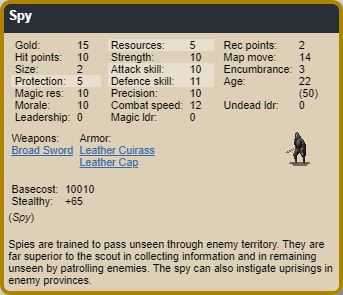 Spy
Gold: 15 Resources: 5 Rec points: 2
Hit points: 10 Strength: 10 Map move: 14
Size: 2 Attack skill: 10 Encumbrance: 3
Protection: 5 Defence skill: 11 Age: 22
Magic res: 10 Precision: 10 (50)
Morale: 10 Combat speed: 12 Undead ldr: 0
Leadership: 0 Magic ldr: 0
Weapons: Armor:
Broad Sword Leather Cuirass
Leather Cap
Basecost: 10010
Stealthy: +65
(Spy)
Spies are trained to pass unseen through enemy territory. They are
far superior to the scout in collecting information and in remaining
unseen by patrolling enemies. The spy can also instigate uprisings in
enemy provinces.